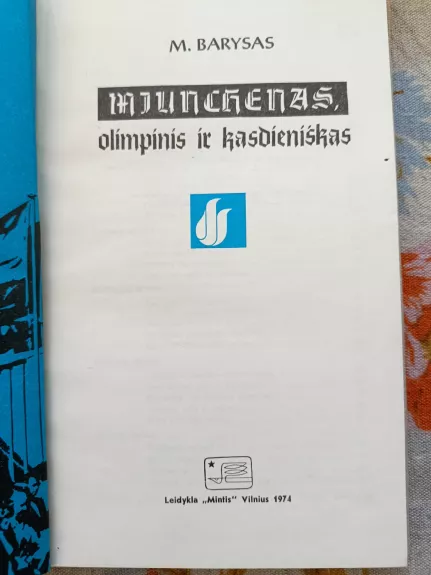 M. BARYSAS
MIUNCHENAS,
olimpinis ir kasdieniškas
Leidykla „Mintis" Vilnius 1974